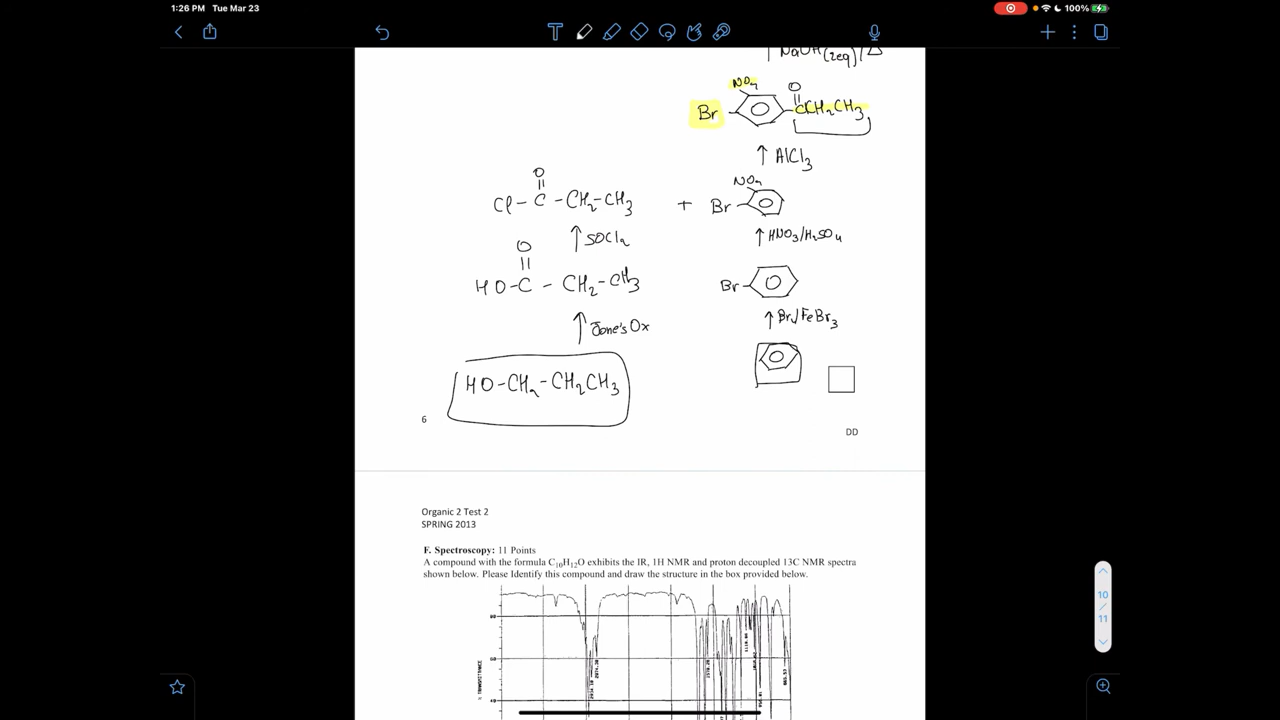 1:26 PM Tue Mar 23
100%
NaOH(2eq)/Δ
NO2
O
Br CCH2CH3
↑ AlCl3
O NO2
Cl-C-CH2-CH3 + Br
↑SOCl2 ↑HNO3/H2SO4
O
HO-C-CH2-CH3 Br
↑Jone's Ox ↑Br2/FeBr3
HO-CH2-CH2CH3
6
DD
Organic 2 Test 2
SPRING 2013
F. Spectroscopy: 11 Points
A compound with the formula C10H12O exhibits the IR, 1H NMR and proton decoupled 13C NMR spectra
shown below. Please Identify this compound and draw the structure in the box provided below.
10
/
11
60
% TRANSMITTANCE